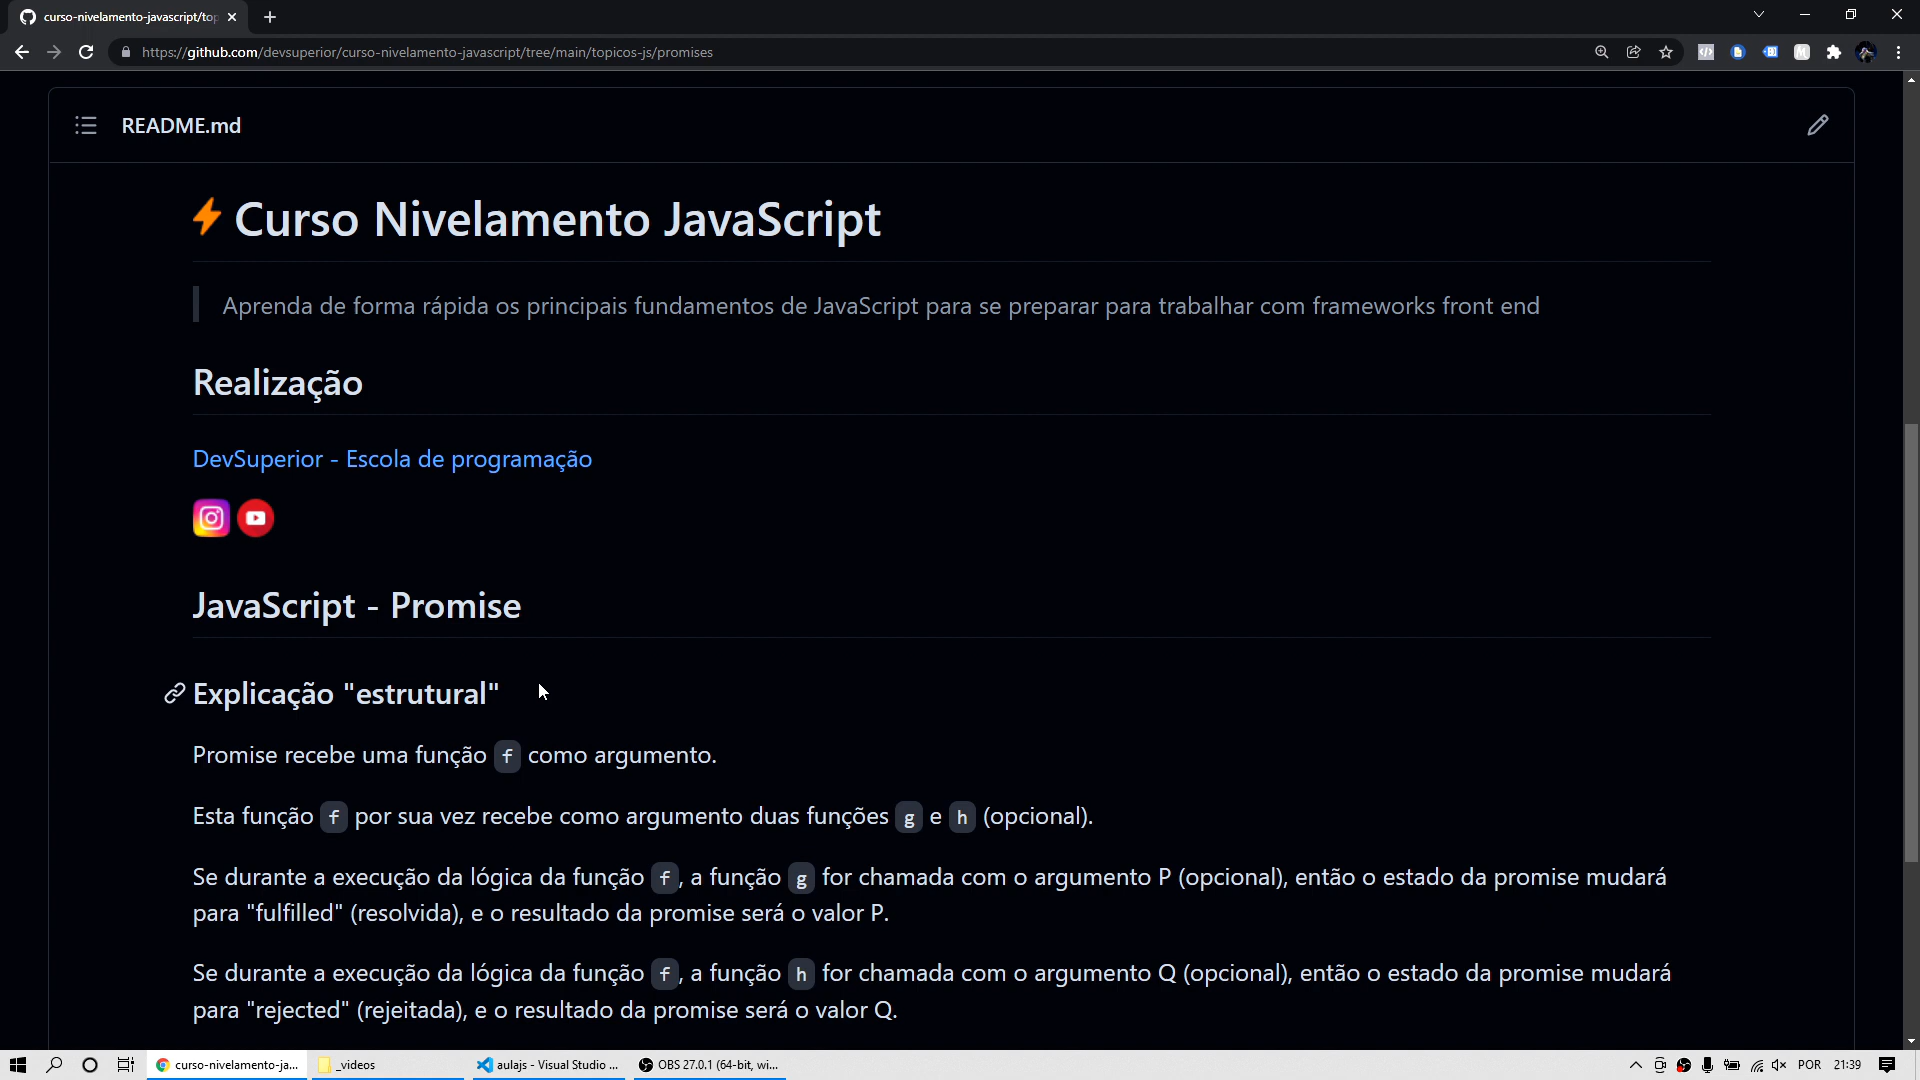 curso-nivelamento-javascript/top
https://github.com/devsuperior/curso-nivelamento-javascript/tree/main/topicos-js/promises
README.md
Curso Nivelamento JavaScript
Aprenda de forma rápida os principais fundamentos de JavaScript para se preparar para trabalhar com frameworks front end
Realização
DevSuperior - Escola de programação
JavaScript - Promise
Explicação "estrutural"
Promise recebe uma função f como argumento.
Esta função f por sua vez recebe como argumento duas funções g e h (opcional).
Se durante a execução da lógica da função f, a função g for chamada com o argumento P (opcional), então o estado da promise mudará
para "fulfilled" (resolvida), e o resultado da promise será o valor P.
Se durante a execução da lógica da função f, a função h for chamada com o argumento Q (opcional), então o estado da promise mudará
para "rejected" (rejeitada), e o resultado da promise será o valor Q.
curso-nivelamento-ja... _videos aulajs - Visual Studio ... OBS 27.0.1 (64-bit, wi... POR 21:39